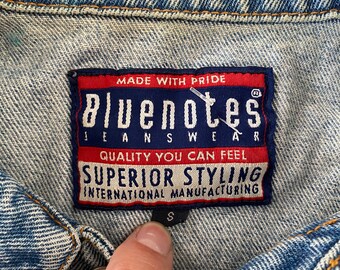 MADE WITH PRIDE
Bluenotes ®
JEANSWEAR
QUALITY YOU CAN FEEL
SUPERIOR STYLING
INTERNATIONAL MANUFACTURING
S